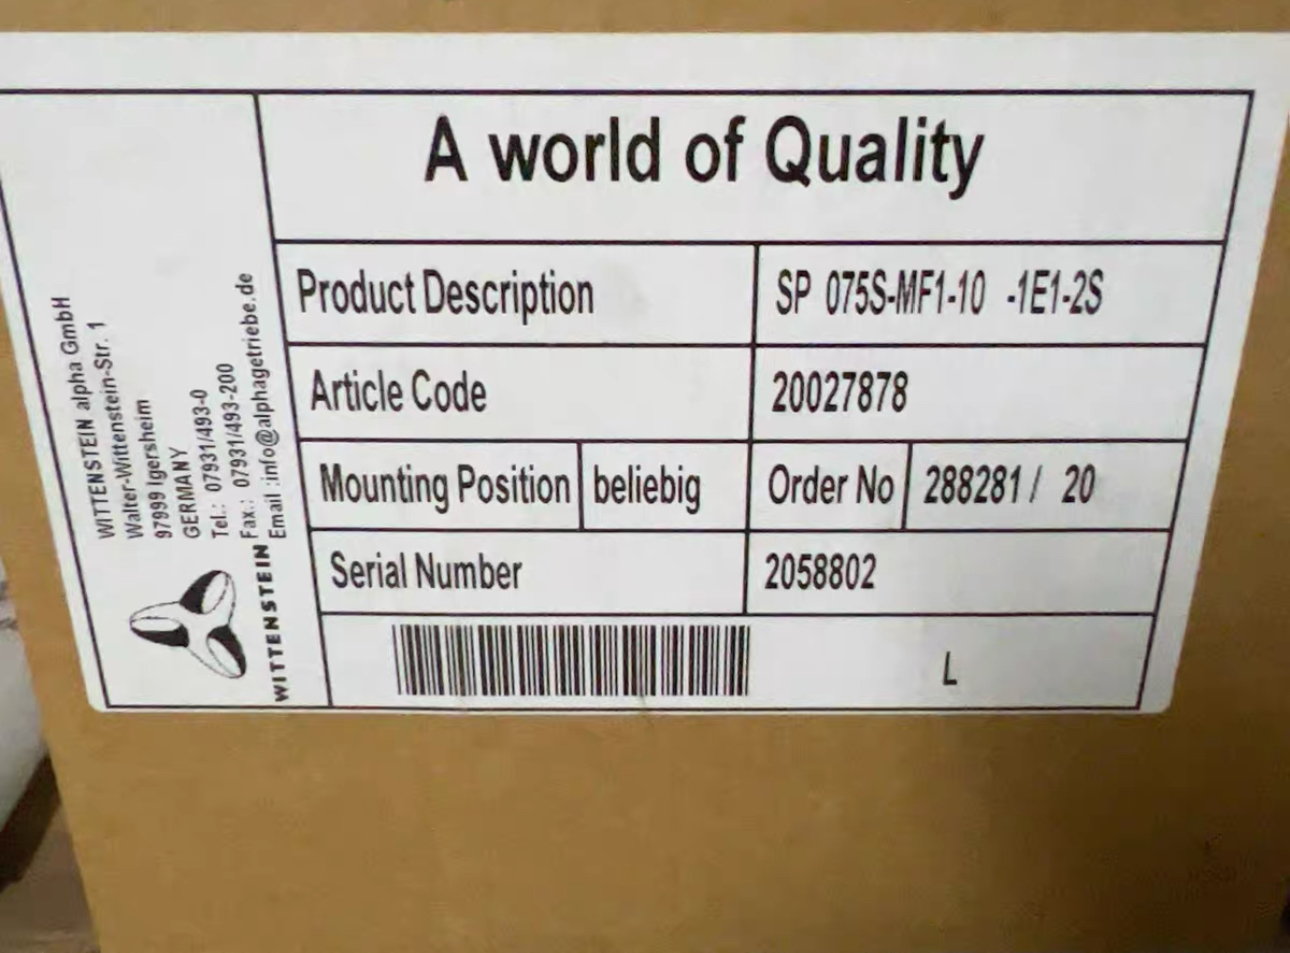 WITTENSTEIN alpha GmbH
Walter-Wittenstein-Str. 1
97999 Igersheim
GERMANY
Tel.: 07931/493-0
Fax.: 07931/493-200
Email :info@alphagetriebe.de
WITTENSTEIN
A world of Quality
Product Description SP 075S-MF1-10 -1E1-2S
Article Code 20027878
Mounting Position beliebig Order No 288281 / 20
Serial Number 2058802
L